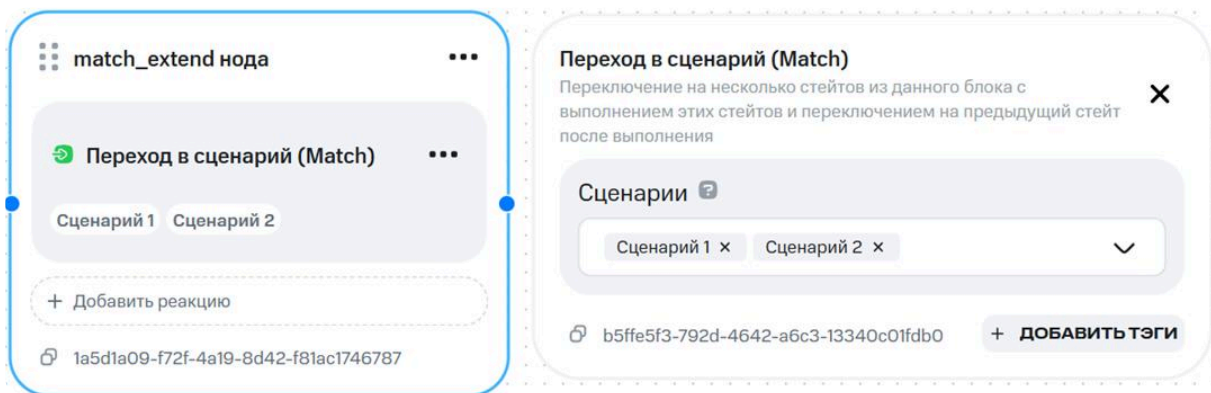 match_extend нода
Переход в сценарий (Match)
Сценарий 1 Сценарий 2
+ Добавить реакцию
1a5d1a09-f72f-4a19-8d42-f81ac1746787
Переход в сценарий (Match)
Переключение на несколько стейтов из данного блока с
выполнением этих стейтов и переключением на предыдущий стейт
после выполнения
Сценарии ?
Сценарий 1 × Сценарий 2 ×
b5ffe5f3-792d-4642-a6c3-13340c01fdb0
+ ДОБАВИТЬ ТЭГИ